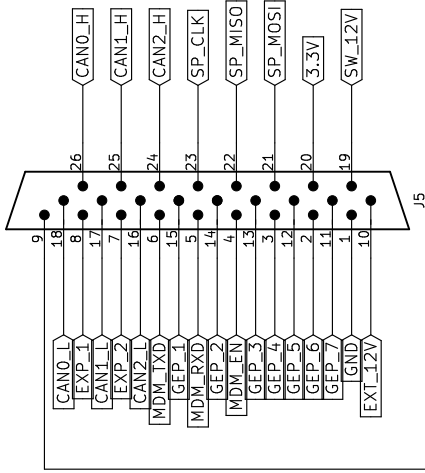 CAN0_H
CAN1_H
CAN2_H
SP_CLK
SP_MISO
SP_MOSI
3.3V
SW_12V
26
25
24
23
22
21
20
19
J5
9
18
8
17
7
16
6
15
5
14
4
13
3
12
2
11
1
10
CAN0_L
EXP_1
CAN1_L
EXP_2
CAN2_L
MDM_TXD
GEP_1
MDM_RXD
GEP_2
MDM_EN
GEP_3
GEP_4
GEP_5
GEP_6
GEP_7
GND
EXT_12V